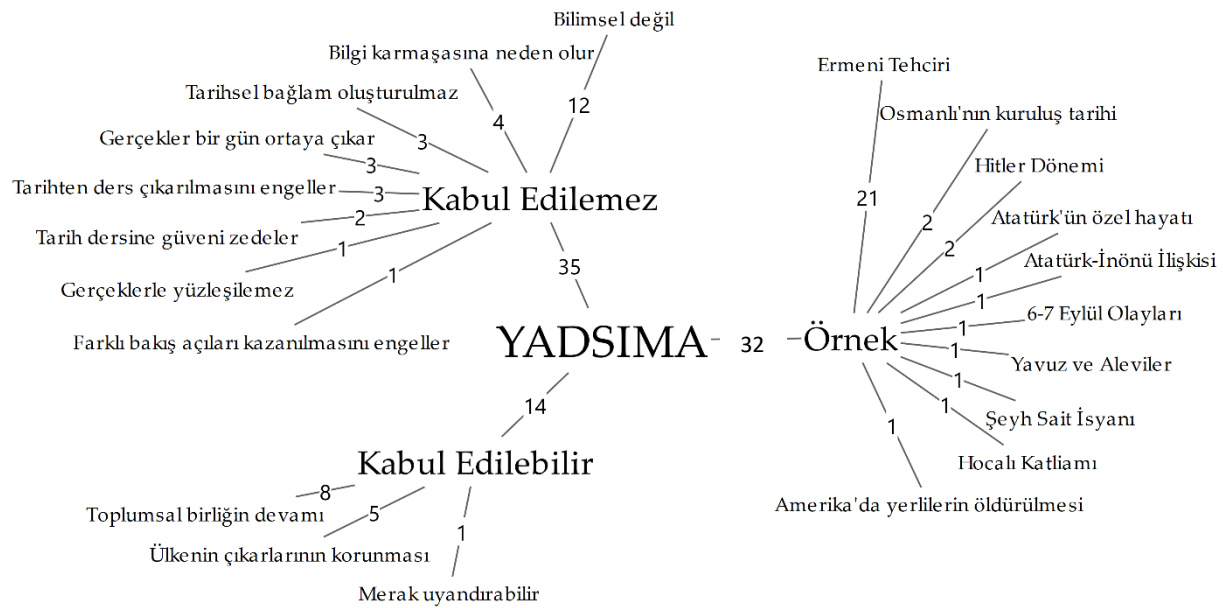 Bilimsel değil
Bilgi karmaşasına neden olur
Tarihsel bağlam oluşturulmaz
Gerçekler bir gün ortaya çıkar
Tarihten ders çıkarılmasını engeller
Tarih dersine güveni zedeler
Gerçeklerle yüzleşilemez
Farklı bakış açıları kazanılmasını engeller
12
4
3
3
3
2
1
1
Kabul Edilemez
35
YADSIMA
32
Örnek
Ermeni Tehciri
Osmanlı'nın kuruluş tarihi
Hitler Dönemi
Atatürk'ün özel hayatı
Atatürk-İnönü İlişkisi
6-7 Eylül Olayları
Yavuz ve Aleviler
Şeyh Sait İsyanı
Hocalı Katliamı
Amerika'da yerlilerin öldürülmesi
21
2
2
1
1
1
1
1
1
1
14
Kabul Edilebilir
8
5
1
Toplumsal birliğin devamı
Ülkenin çıkarlarının korunması
Merak uyandırabilir